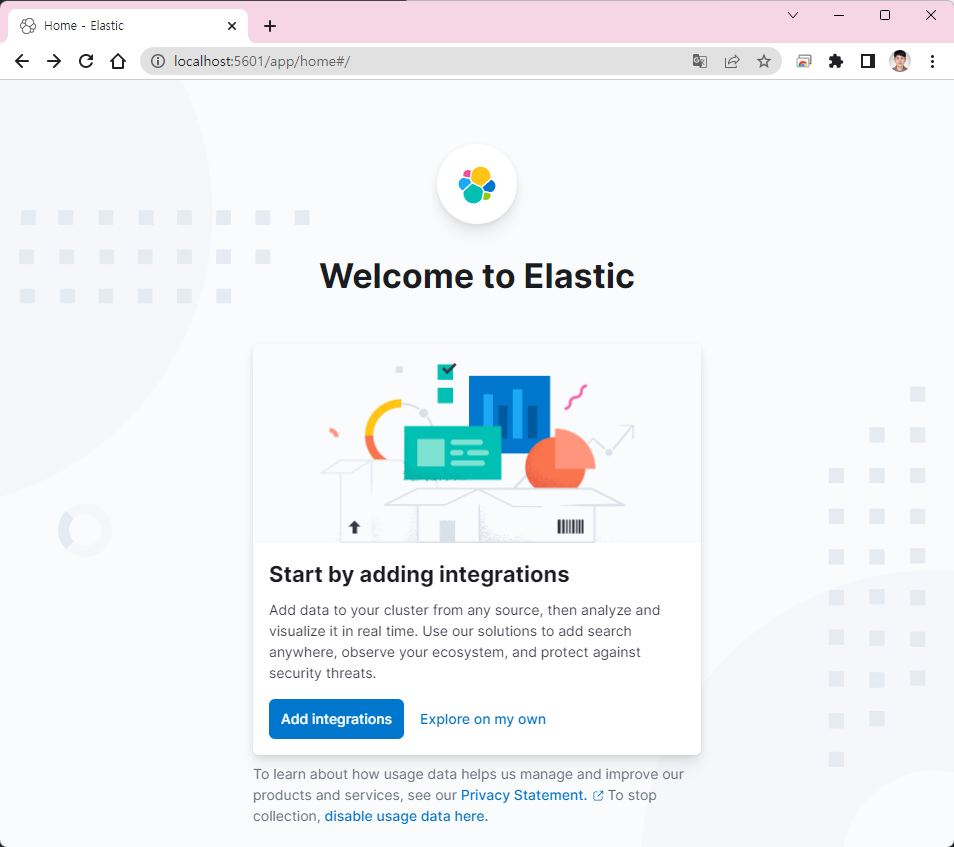 Home - Elastic
localhost:5601/app/home#/
Welcome to Elastic
Start by adding integrations
Add data to your cluster from any source, then analyze and
visualize it in real time. Use our solutions to add search
anywhere, observe your ecosystem, and protect against
security threats.
Add integrations
Explore on my own
To learn about how usage data helps us manage and improve our
products and services, see our Privacy Statement. To stop
collection, disable usage data here.